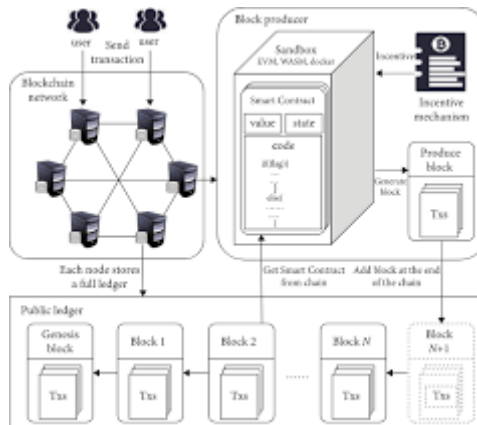 user
user
Send
transaction
Blockchain
network
Block producer
Sandbox
EVM, WASM, docker
Smart Contract
value
state
code
if(flag){
....
}
else{
......
......
}
Incentive
Incentive
mechanism
Generate
block
Produce
block
Txs
Each node stores
a full ledger
Get Smart Contract
from chain
Add block at the end
of the chain
Public ledger
Genesis
block
Txs
Block 1
Txs
Block 2
Txs
......
Block N
Txs
Block
N+1
Txs